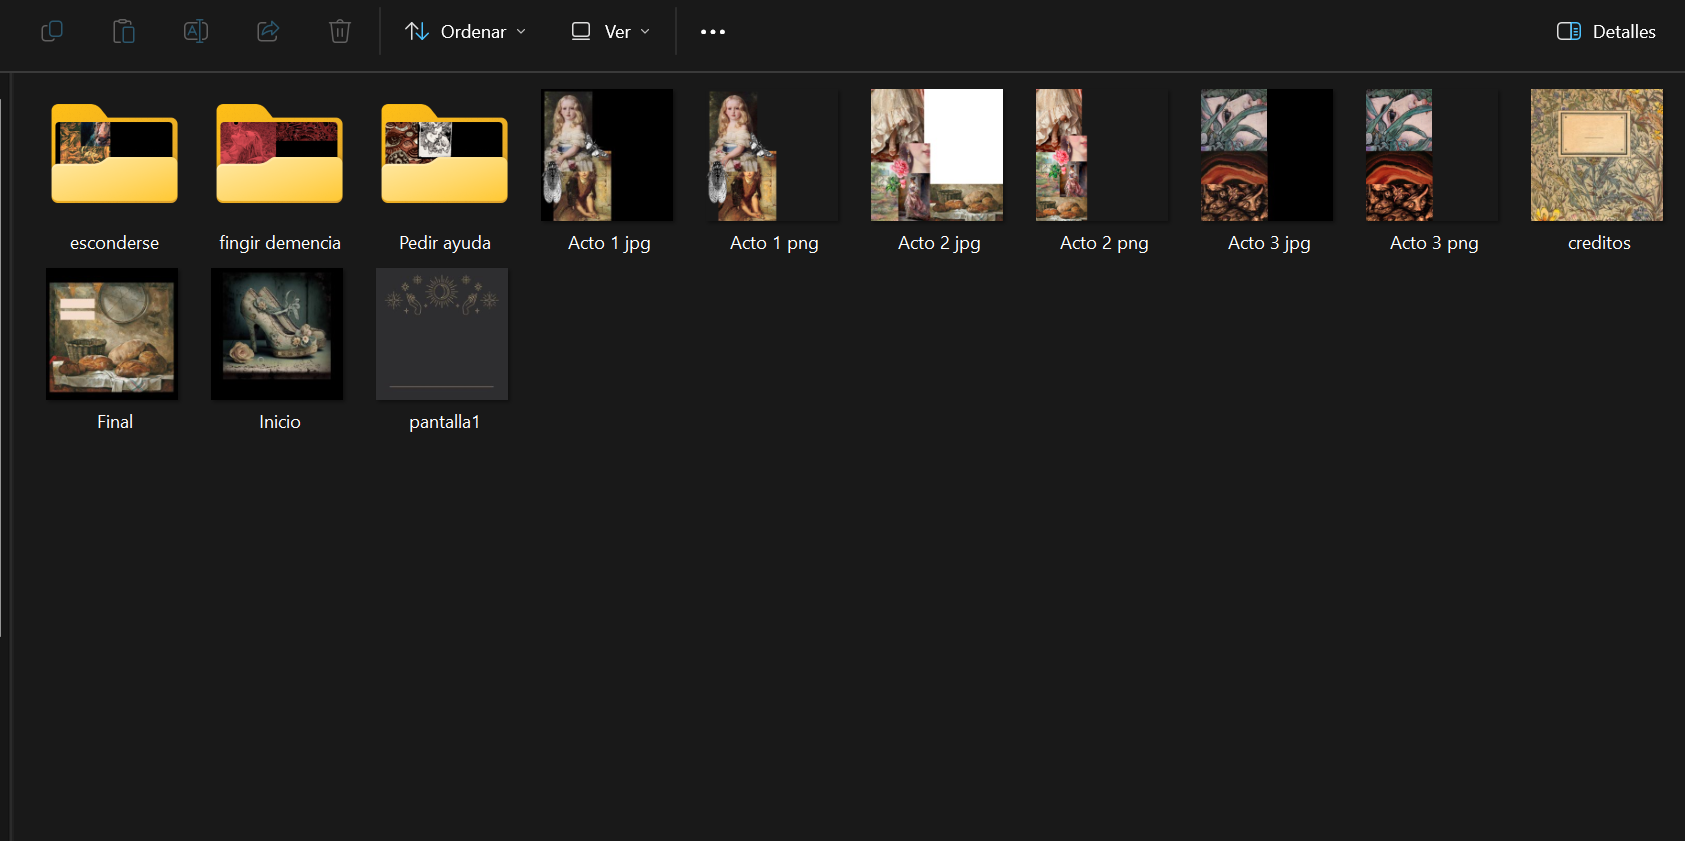 Ordenar
Ver
Detalles
esconderse
fingir demencia
Pedir ayuda
Acto 1 jpg
Acto 1 png
Acto 2 jpg
Acto 2 png
Acto 3 jpg
Acto 3 png
creditos
Final
Inicio
pantalla1